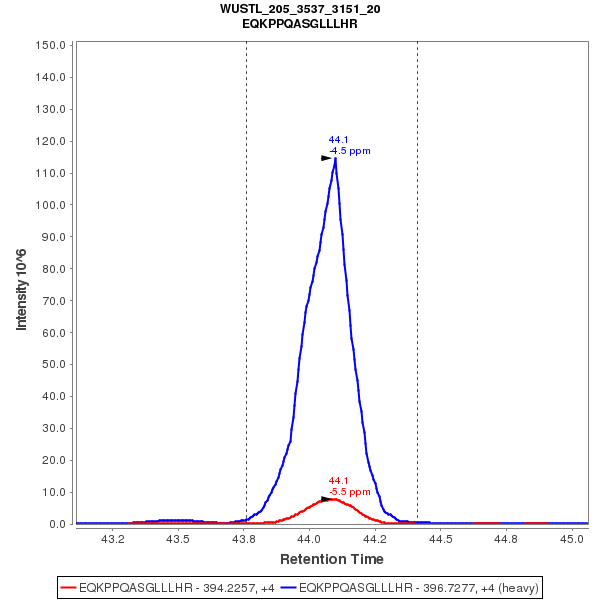 WUSTL_205_3537_3151_20
EQKPPQASGLLLHR
150.0
140.0
130.0
120.0
110.0
100.0
90.0
80.0
70.0
60.0
50.0
40.0
30.0
20.0
10.0
0.0
Intensity 10^6
44.1
-4.5 ppm
44.1
-5.5 ppm
43.2 43.5 43.8 44.0 44.2 44.5 44.8 45.0
Retention Time
EQKPPQASGLLLHR - 394.2257, +4 EQKPPQASGLLLHR - 396.7277, +4 (heavy)